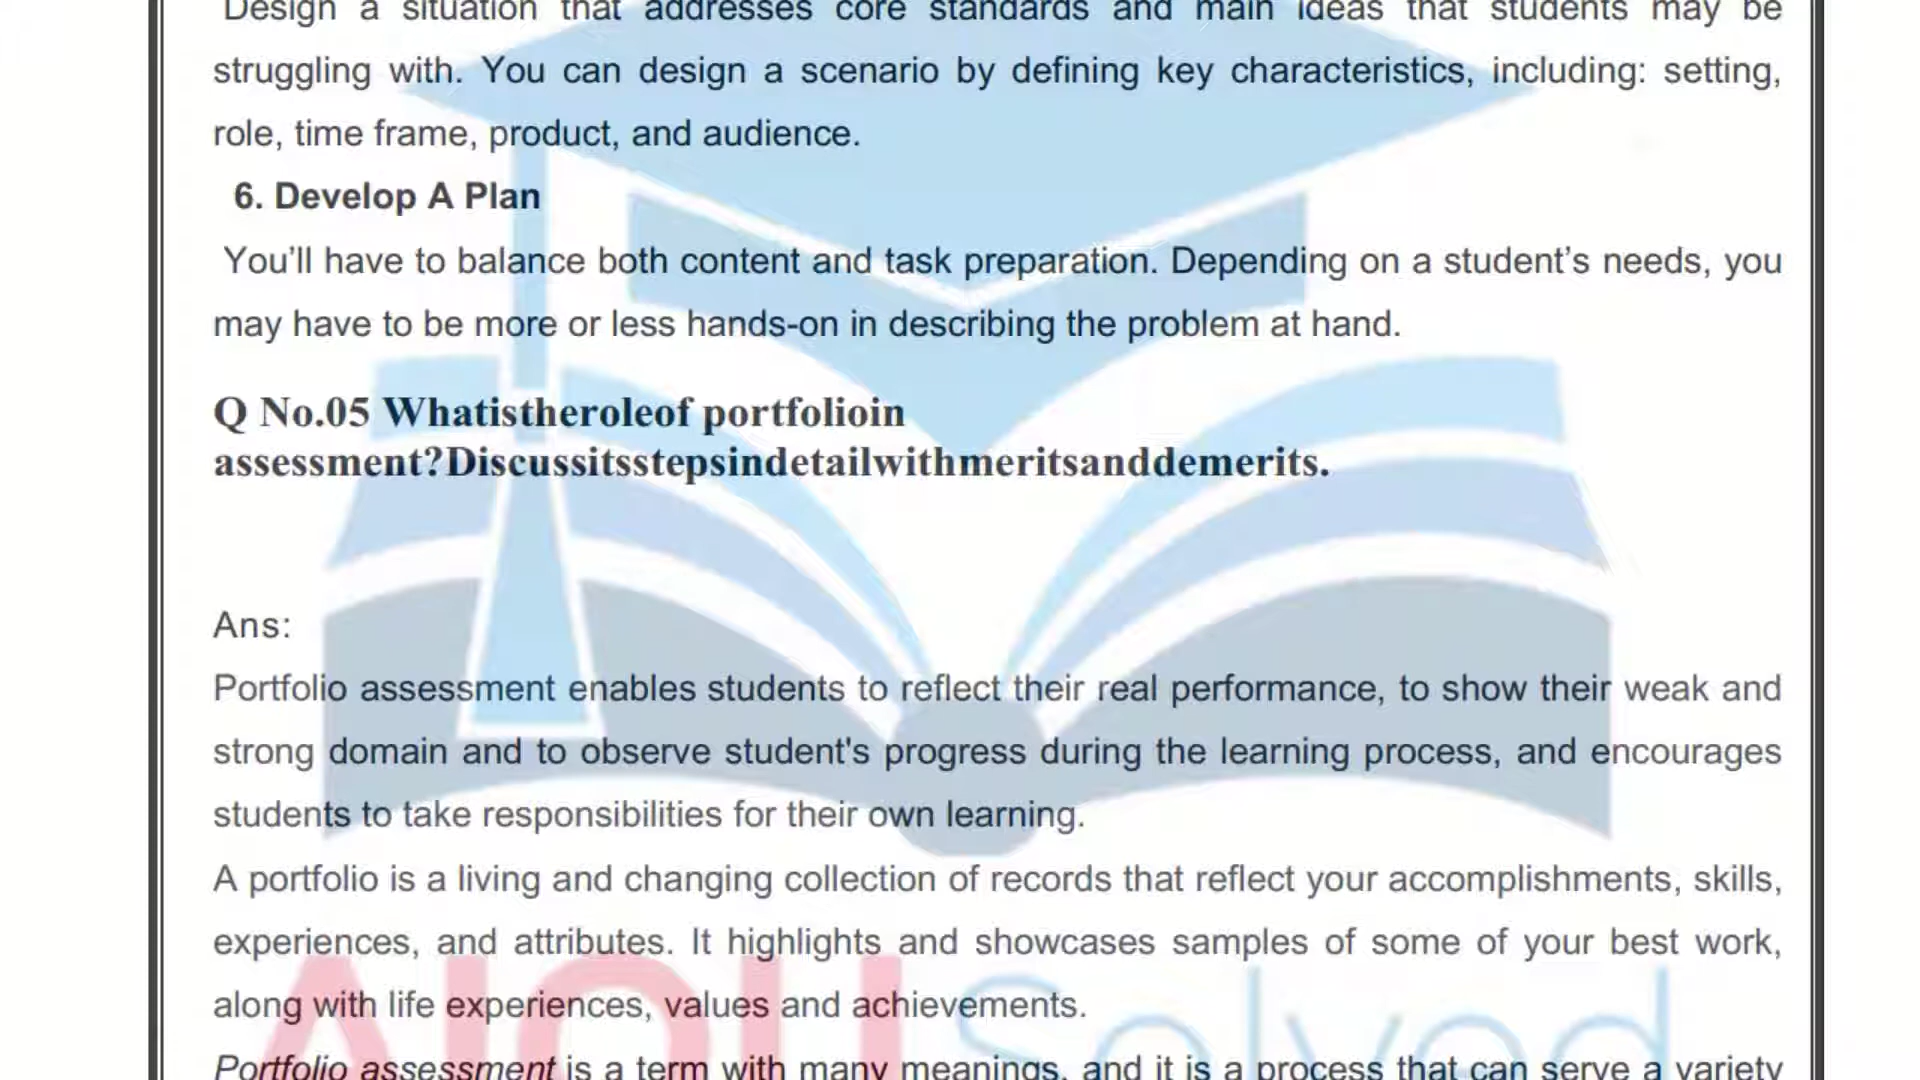 Design a situation that addresses core standards and main ideas that students may be
struggling with. You can design a scenario by defining key characteristics, including: setting,
role, time frame, product, and audience.
6. Develop A Plan
You’ll have to balance both content and task preparation. Depending on a student’s needs, you
may have to be more or less hands-on in describing the problem at hand.
Q No.05 Whatistheroleof portfolioin
assessment?Discussitsstepsindetailwithmeritsanddemerits.
Ans:
Portfolio assessment enables students to reflect their real performance, to show their weak and
strong domain and to observe student's progress during the learning process, and encourages
students to take responsibilities for their own learning.
A portfolio is a living and changing collection of records that reflect your accomplishments, skills,
experiences, and attributes. It highlights and showcases samples of some of your best work,
along with life experiences, values and achievements.
AIOU Solved
Portfolio assessment is a term with many meanings, and it is a process that can serve a variety